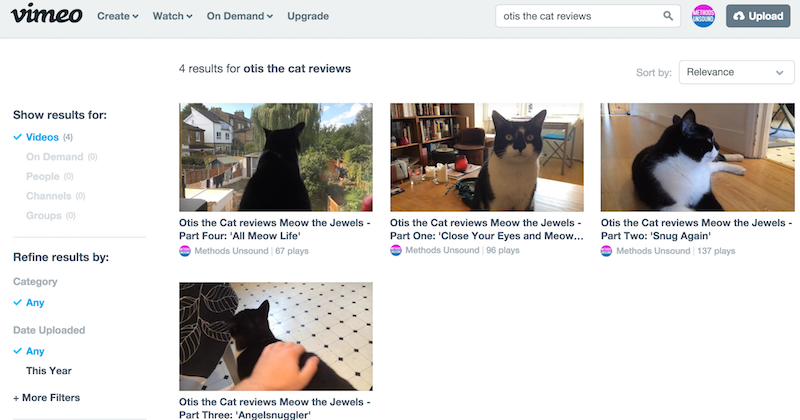 vimeo Create Watch On Demand Upgrade otis the cat reviews METHODS UNSOUND Upload
4 results for otis the cat reviews
Sort by: Relevance
Show results for:
Videos (4)
On Demand (0)
People (0)
Channels (0)
Groups (0)
Refine results by:
Category
Any
Date Uploaded
Any
This Year
+ More Filters
Otis the Cat reviews Meow the Jewels -
Part Four: 'All Meow Life'
Methods Unsound | 67 plays
Otis the Cat reviews Meow the Jewels -
Part One: 'Close Your Eyes and Meow...
Methods Unsound | 96 plays
Otis the Cat reviews Meow the Jewels -
Part Two: 'Snug Again'
Methods Unsound | 137 plays
Otis the Cat reviews Meow the Jewels -
Part Three: 'Angelsnuggler'